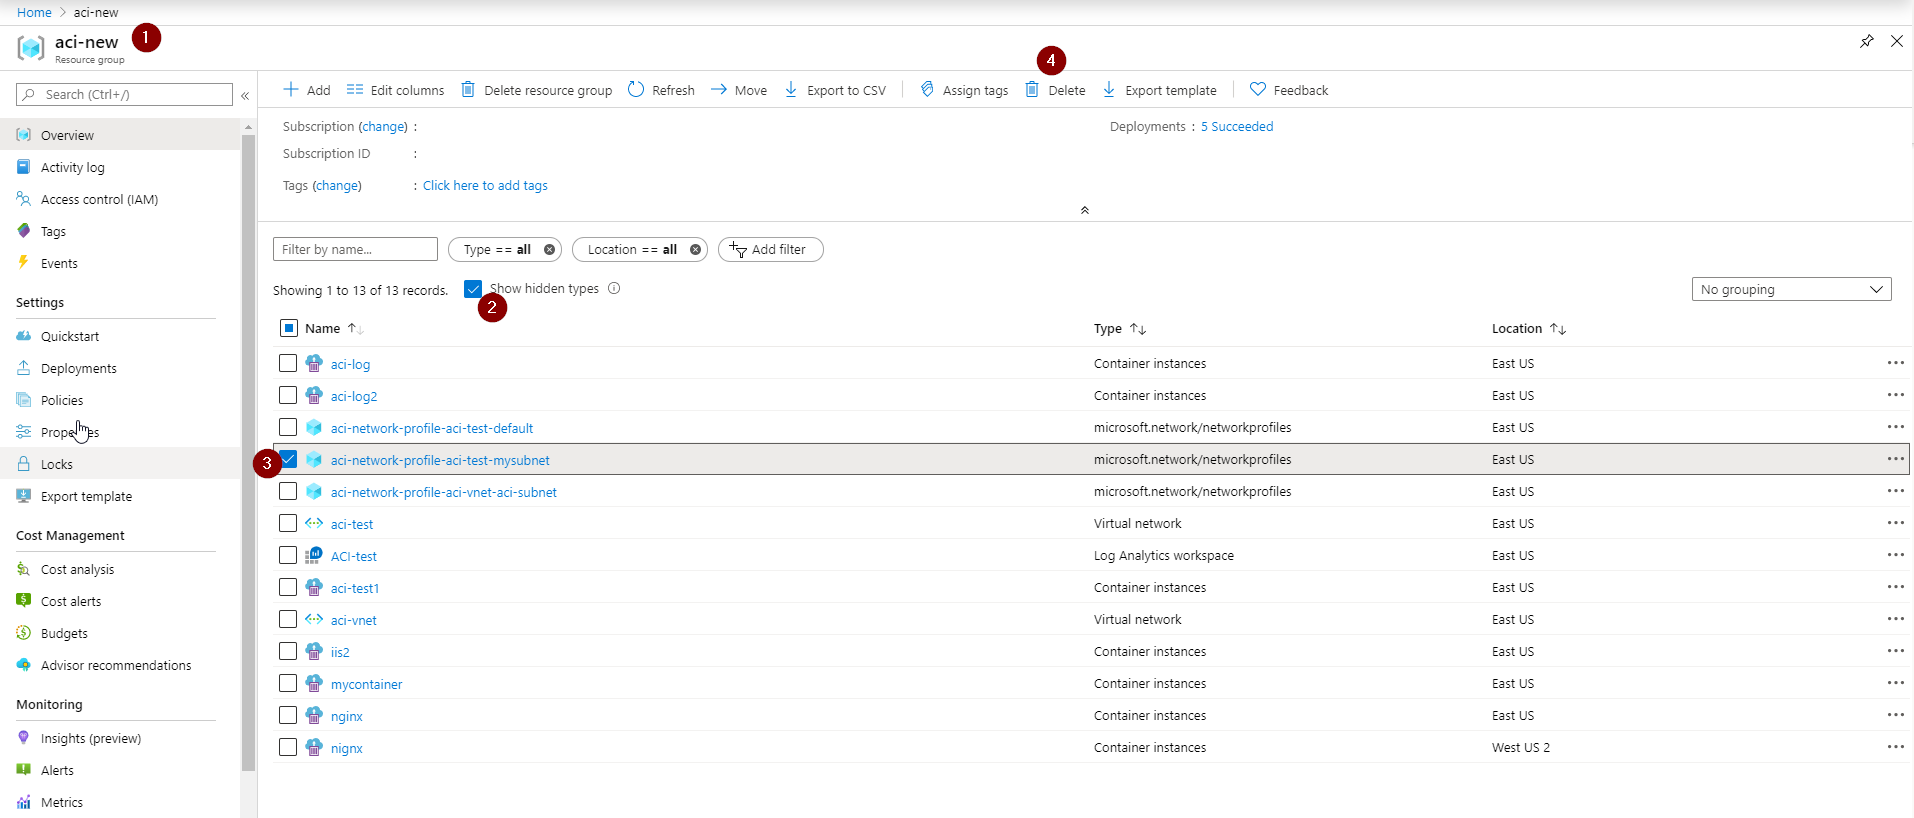 Home > aci-new
aci-new 1
Resource group
Search (Ctrl+/) «
Overview
Activity log
Access control (IAM)
Tags
Events
Settings
Quickstart
Deployments
Policies
Properties
Locks
Export template
Cost Management
Cost analysis
Cost alerts
Budgets
Advisor recommendations
Monitoring
Insights (preview)
Alerts
Metrics
4
Add Edit columns Delete resource group Refresh Move Export to CSV Assign tags Delete Export template Feedback
Subscription (change) : Deployments : 5 Succeeded
Subscription ID :
Tags (change) : Click here to add tags
Filter by name... Type == all Location == all Add filter
Showing 1 to 13 of 13 records. Show hidden types No grouping
2
Name Type Location
aci-log Container instances East US ...
aci-log2 Container instances East US ...
aci-network-profile-aci-test-default microsoft.network/networkprofiles East US ...
3 aci-network-profile-aci-test-mysubnet microsoft.network/networkprofiles East US ...
aci-network-profile-aci-vnet-aci-subnet microsoft.network/networkprofiles East US ...
aci-test Virtual network East US ...
ACI-test Log Analytics workspace East US ...
aci-test1 Container instances East US ...
aci-vnet Virtual network East US ...
iis2 Container instances East US ...
mycontainer Container instances East US ...
nginx Container instances East US ...
nignx Container instances West US 2 ...